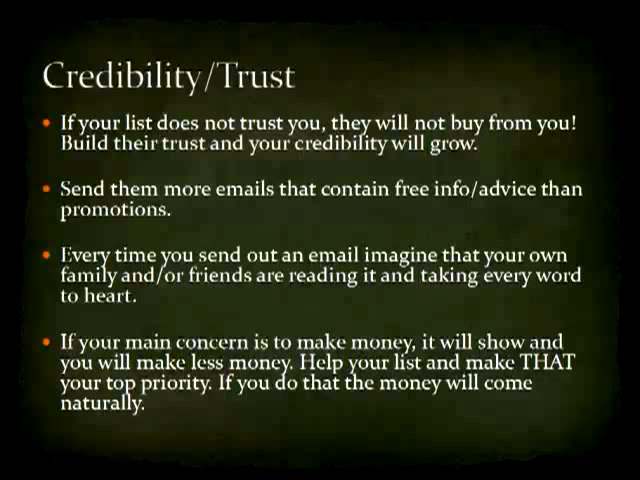 Credibility/Trust
• If your list does not trust you, they will not buy from you!
Build their trust and your credibility will grow.
• Send them more emails that contain free info/advice than
promotions.
• Every time you send out an email imagine that your own
family and/or friends are reading it and taking every word
to heart.
• If your main concern is to make money, it will show and
you will make less money. Help your list and make THAT
your top priority. If you do that the money will come
naturally.